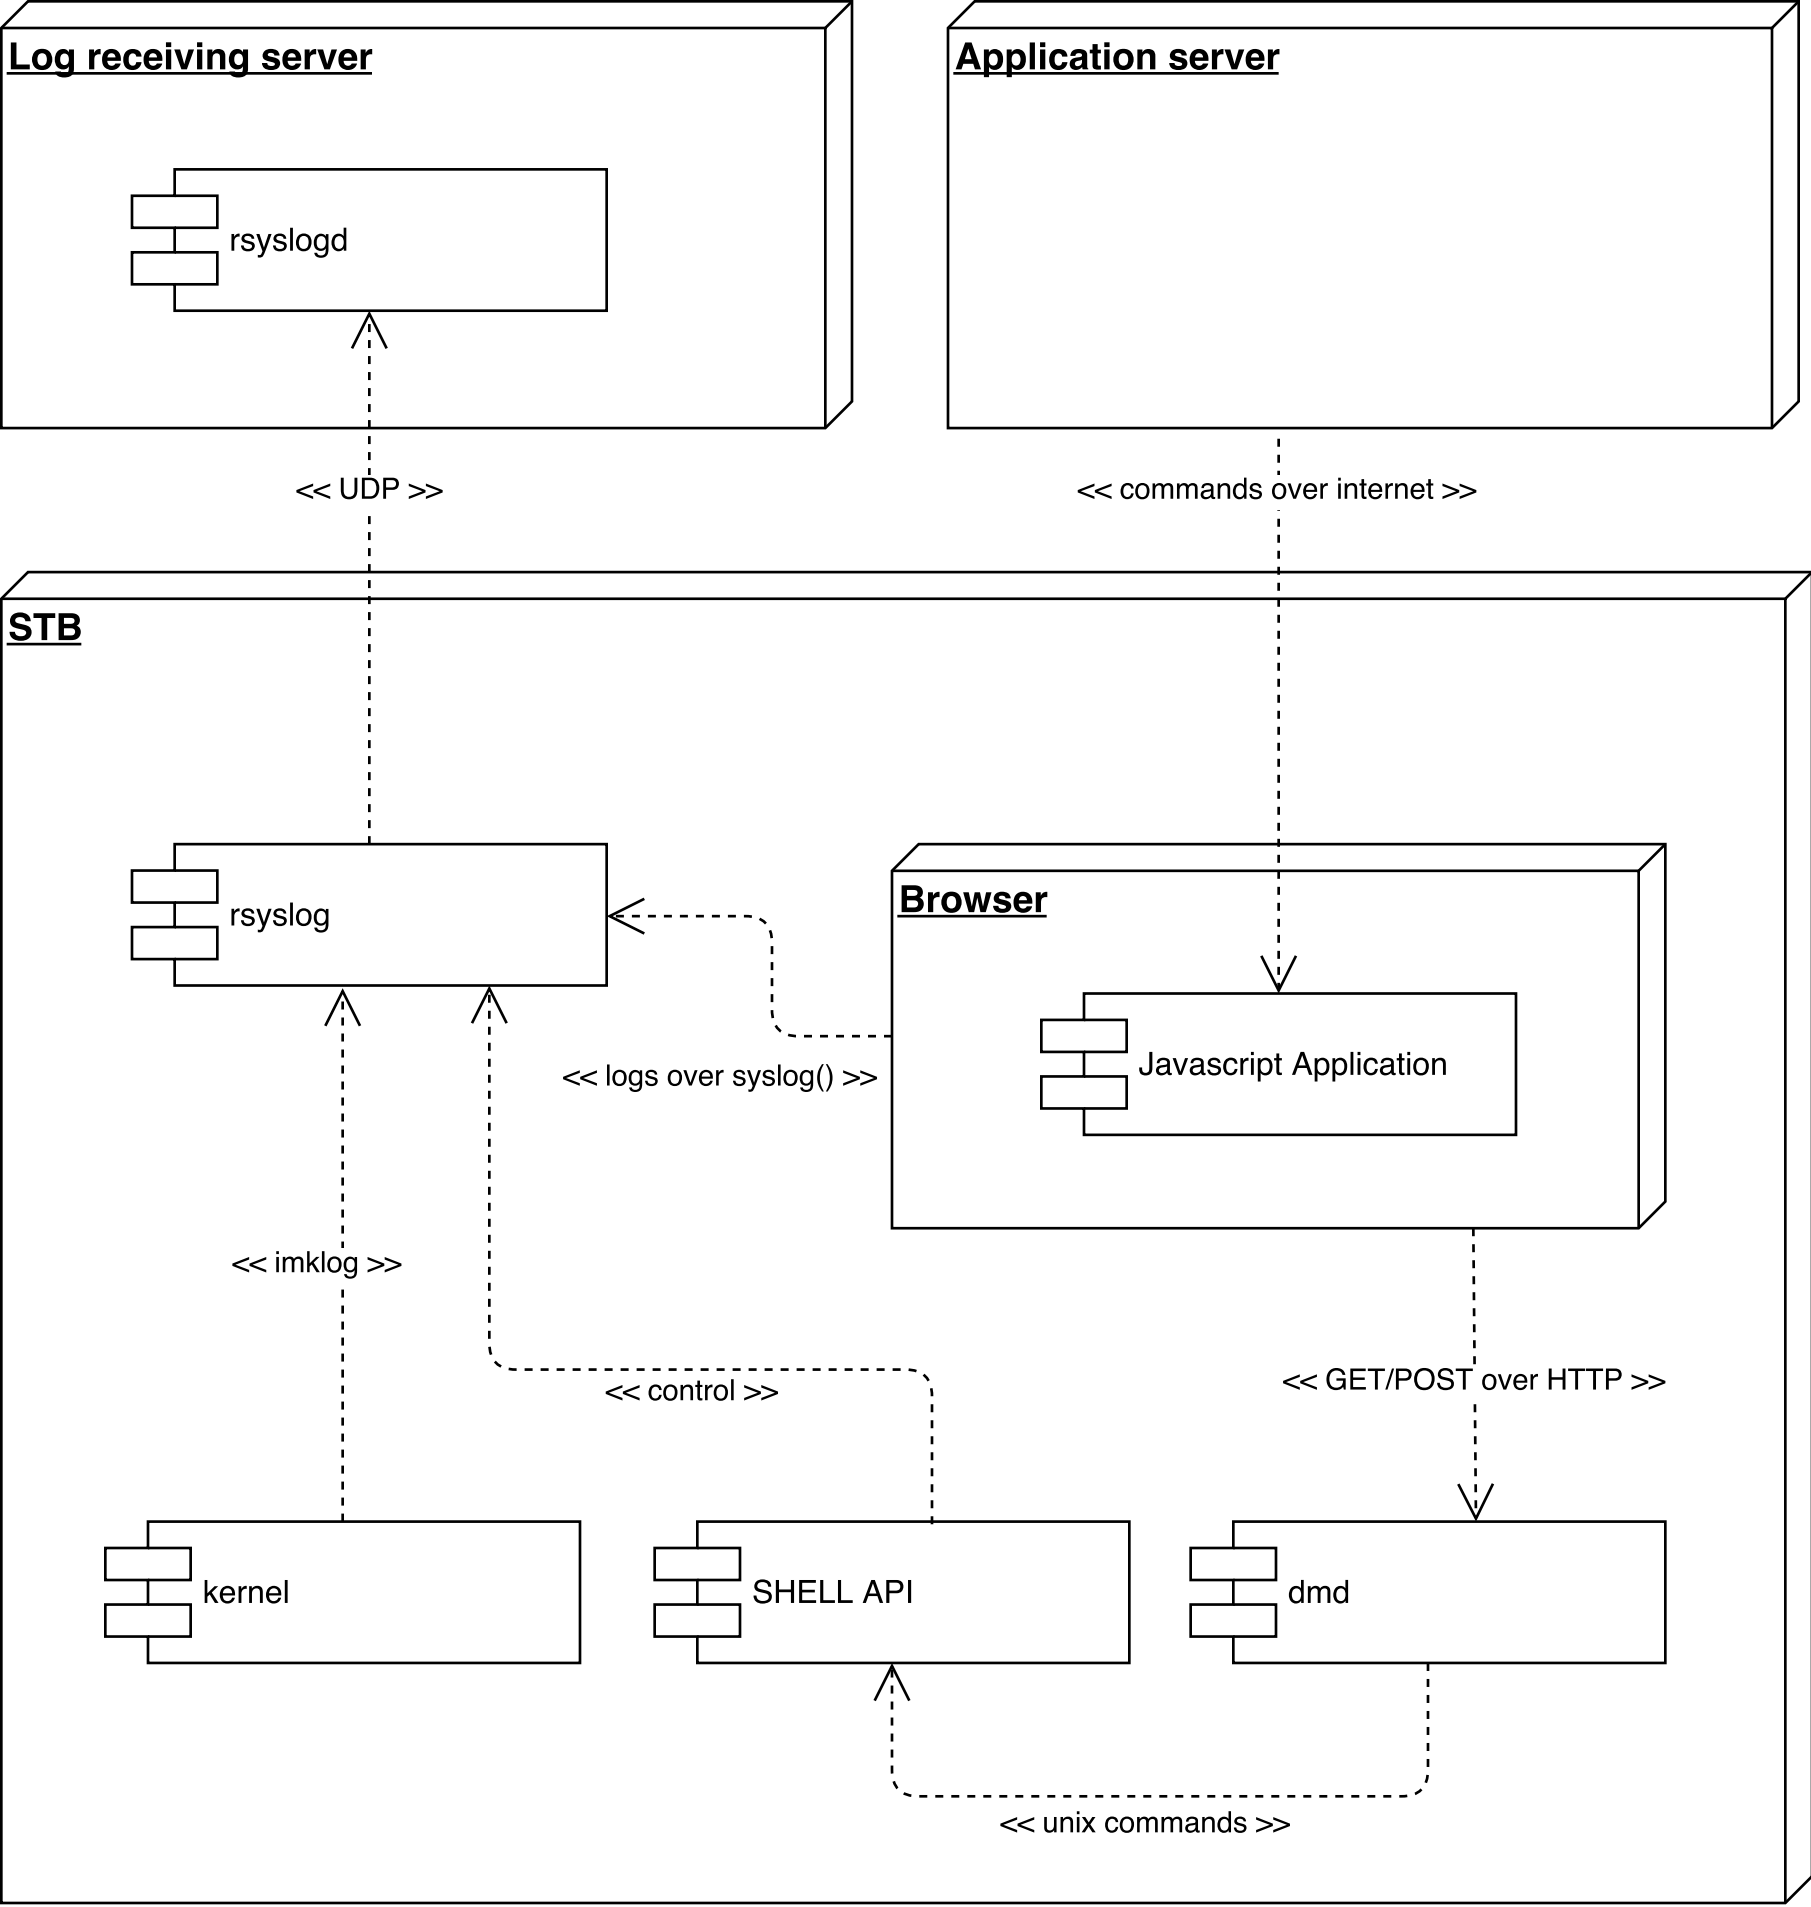 Log receiving server
Application server
rsyslogd
<< UDP >>
<< commands over internet >>
STB
rsyslog
Browser
Javascript Application
<< logs over syslog() >>
<< imklog >>
<< control >>
<< GET/POST over HTTP >>
kernel
SHELL API
dmd
<< unix commands >>